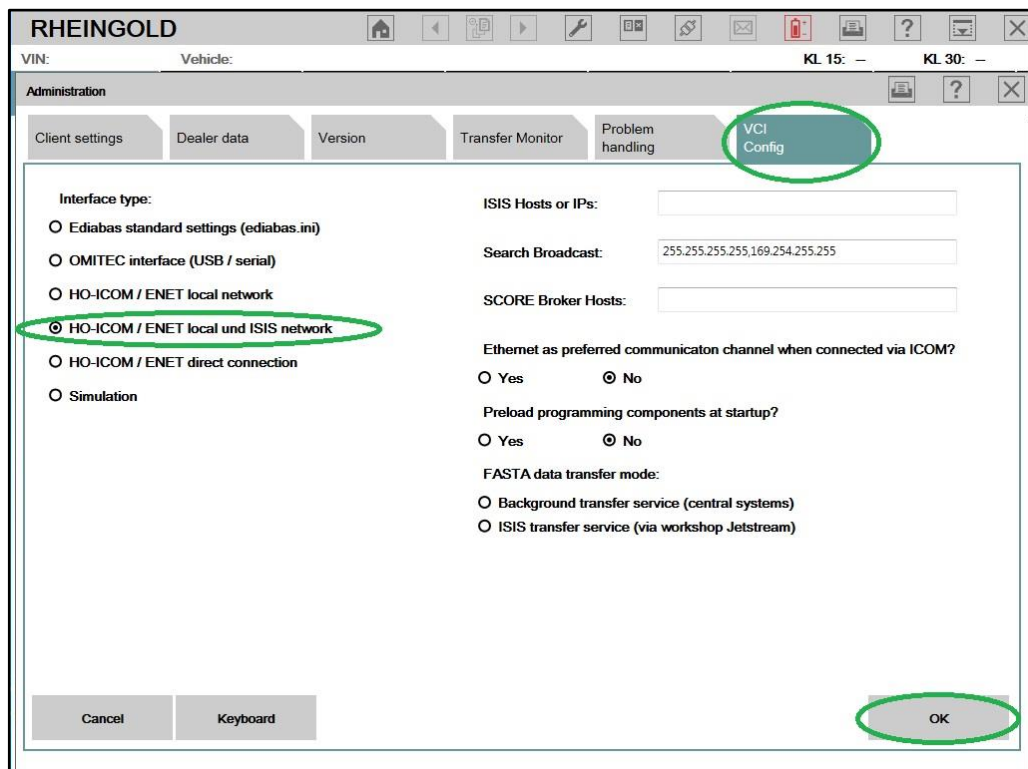 RHEINGOLD
VIN:
Vehicle:
KL 15: –
KL 30: –
Administration
Client settings
Dealer data
Version
Transfer Monitor
Problem
handling
VCI
Config
Interface type:
Ediabas standard settings (ediabas.ini)
OMITEC interface (USB / serial)
HO-ICOM / ENET local network
HO-ICOM / ENET local und ISIS network
HO-ICOM / ENET direct connection
Simulation
ISIS Hosts or IPs:
Search Broadcast: 255.255.255.255,169.254.255.255
SCORE Broker Hosts:
Ethernet as preferred communicaton channel when connected via ICOM?
Yes No
Preload programming components at startup?
Yes No
FASTA data transfer mode:
Background transfer service (central systems)
ISIS transfer service (via workshop Jetstream)
Cancel
Keyboard
OK